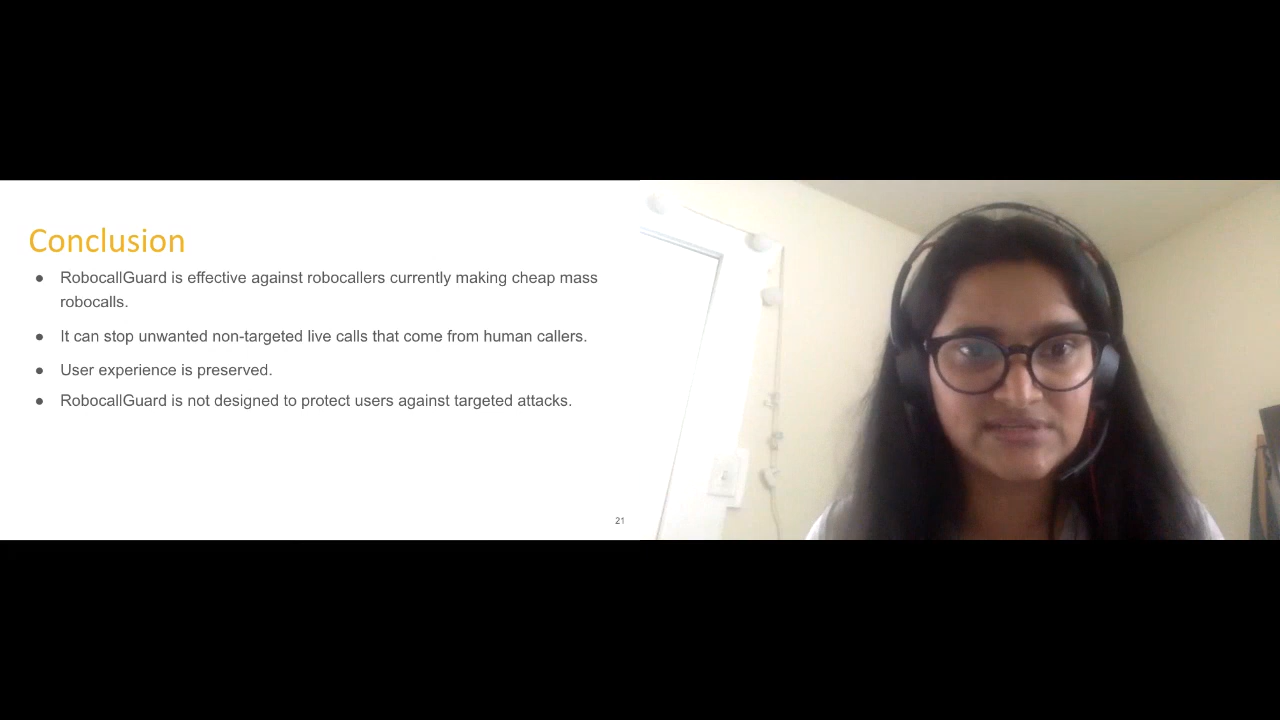 Conclusion
● RobocallGuard is effective against robocallers currently making cheap mass
robocalls.
● It can stop unwanted non-targeted live calls that come from human callers.
● User experience is preserved.
● RobocallGuard is not designed to protect users against targeted attacks.
21